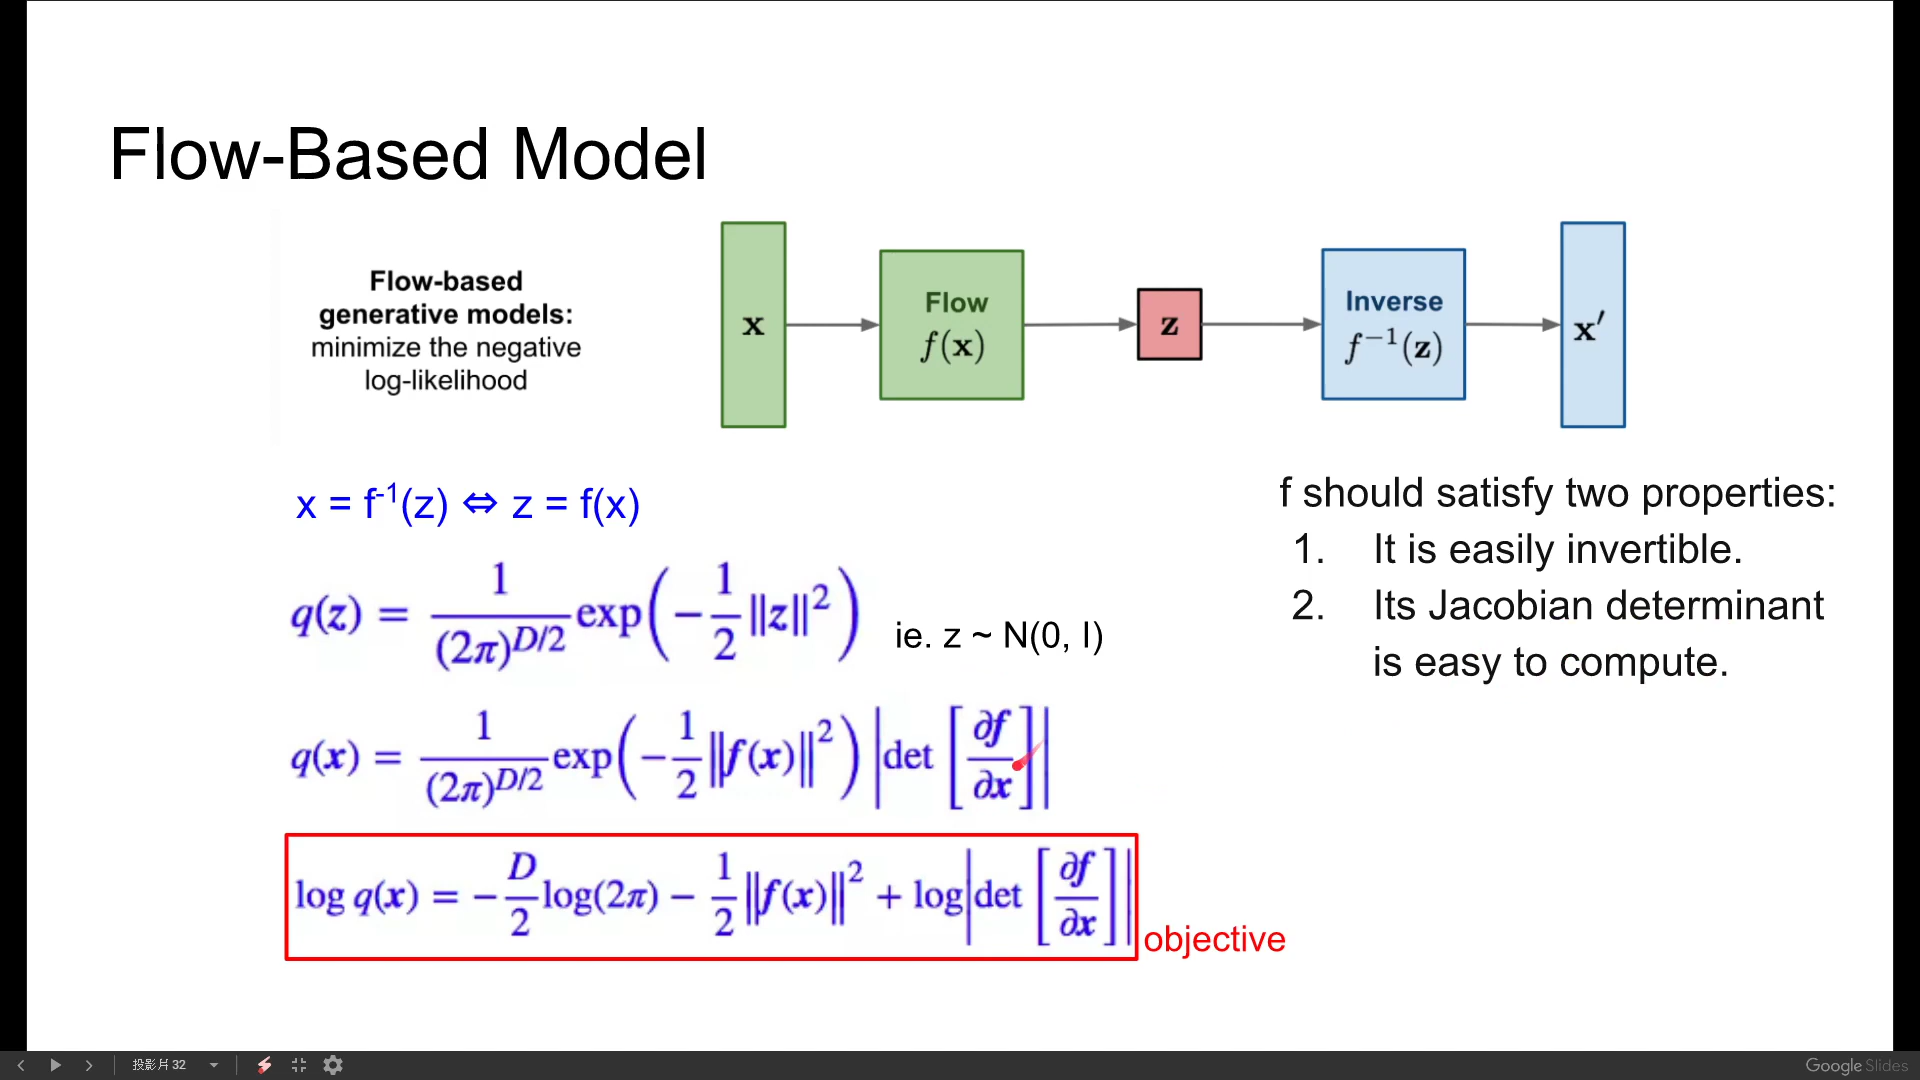 Flow-Based Model
Flow-based
generative models:
minimize the negative
log-likelihood
x
Flow
f(x)
z
Inverse
f⁻¹(z)
x′
x = f⁻¹(z) ⇔ z = f(x)
q(z) = 1/(2π)^{D/2} exp(−1/2 ‖z‖²)
ie. z ~ N(0, I)
q(x) = 1/(2π)^{D/2} exp(−1/2 ‖f(x)‖²) |det [∂f/∂x]|
log q(x) = −D/2 log(2π) − 1/2 ‖f(x)‖² + log|det [∂f/∂x]|
objective
f should satisfy two properties:
1. It is easily invertible.
2. Its Jacobian determinant
is easy to compute.
投影片 32
Google Slides